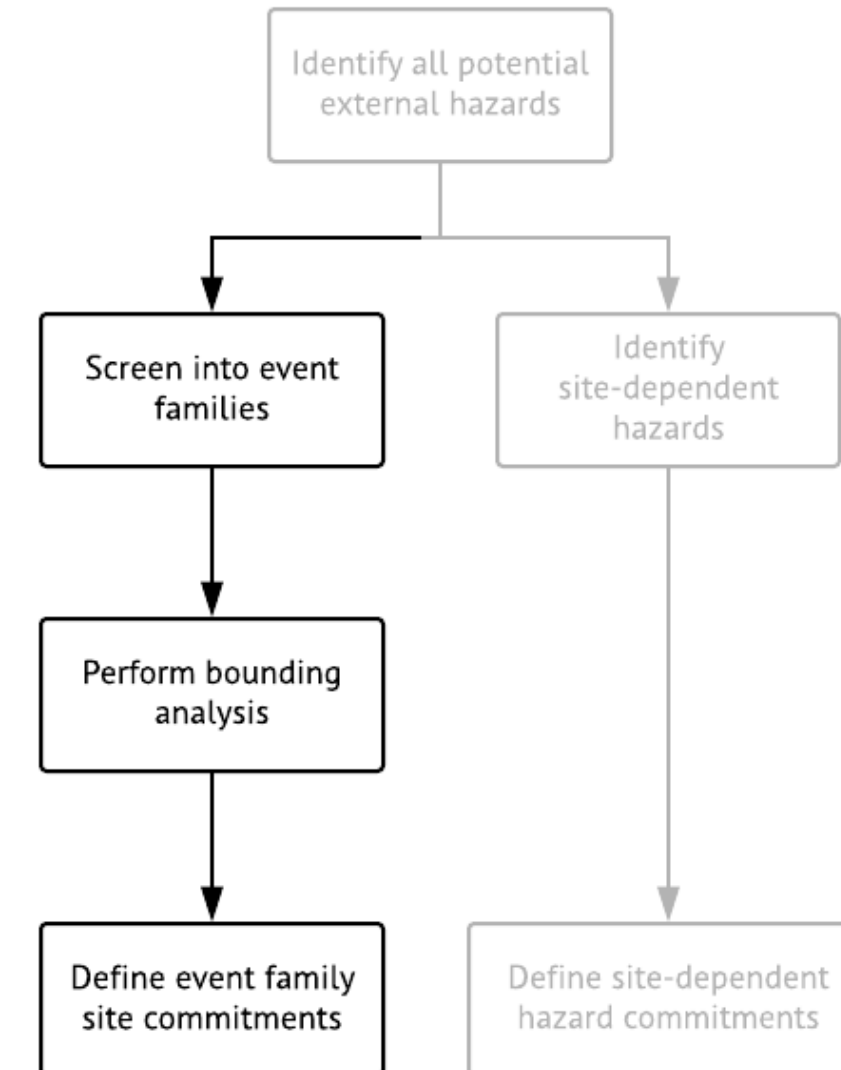 Identify all potential
external hazards
Screen into event
families
Identify
site-dependent
hazards
Perform bounding
analysis
Define event family
site commitments
Define site-dependent
hazard commitments